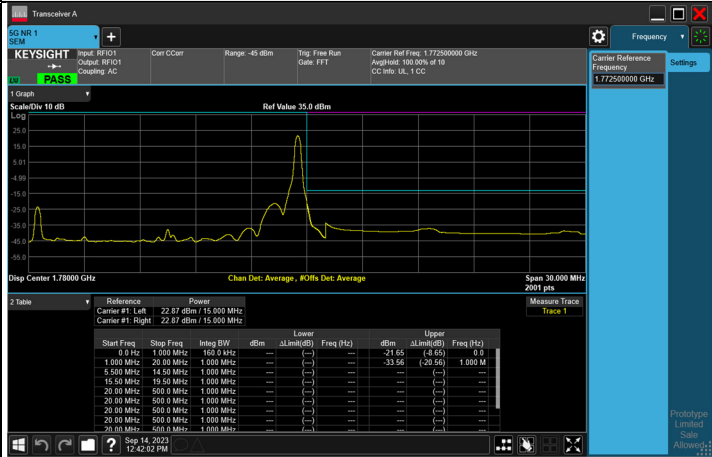 Transceiver A
5G NR 1
SEM
Frequency
KEYSIGHT
Input: RFIO1
Output: RFIO1
Coupling: AC
Corr CCorr
Range: -45 dBm
Trig: Free Run
Gate: FFT
Carrier Ref Freq: 1.772500000 GHz
Avg|Hold: 100.00% of 10
CC Info: UL, 1 CC
PASS
Carrier Reference
Frequency
1.772500000 GHz
Settings
1 Graph
Scale/Div 10 dB
Ref Value 35.0 dBm
Log
25.0
15.0
5.01
-4.99
-15.0
-25.0
-35.0
-45.0
-55.0
Disp Center 1.78000 GHz
Chan Det: Average , #Offs Det: Average
Span 30.000 MHz
2001 pts
2 Table
Reference Power
Carrier #1: Left 22.87 dBm / 15.000 MHz
Carrier #1: Right 22.87 dBm / 15.000 MHz
Measure Trace
Trace 1
Lower Upper
Start Freq Stop Freq Integ BW dBm ΔLimit(dB) Freq (Hz) dBm ΔLimit(dB) Freq (Hz)
0.0 Hz 1.000 MHz 160.0 kHz --- (---) --- -21.65 (-8.65) 0.0
1.000 MHz 20.00 MHz 1.000 MHz --- (---) --- -33.56 (-20.56) 1.000 M
5.500 MHz 14.50 MHz 1.000 MHz --- (---) --- --- (---) ---
15.50 MHz 19.50 MHz 1.000 MHz --- (---) --- --- (---) ---
20.00 MHz 500.0 MHz 1.000 MHz --- (---) --- --- (---) ---
20.00 MHz 500.0 MHz 1.000 MHz --- (---) --- --- (---) ---
20.00 MHz 500.0 MHz 1.000 MHz --- (---) --- --- (---) ---
20.00 MHz 500.0 MHz 1.000 MHz --- (---) --- --- (---) ---
Prototype
Limited
Sale
Allowed
?
Sep 14, 2023
12:42:02 PM